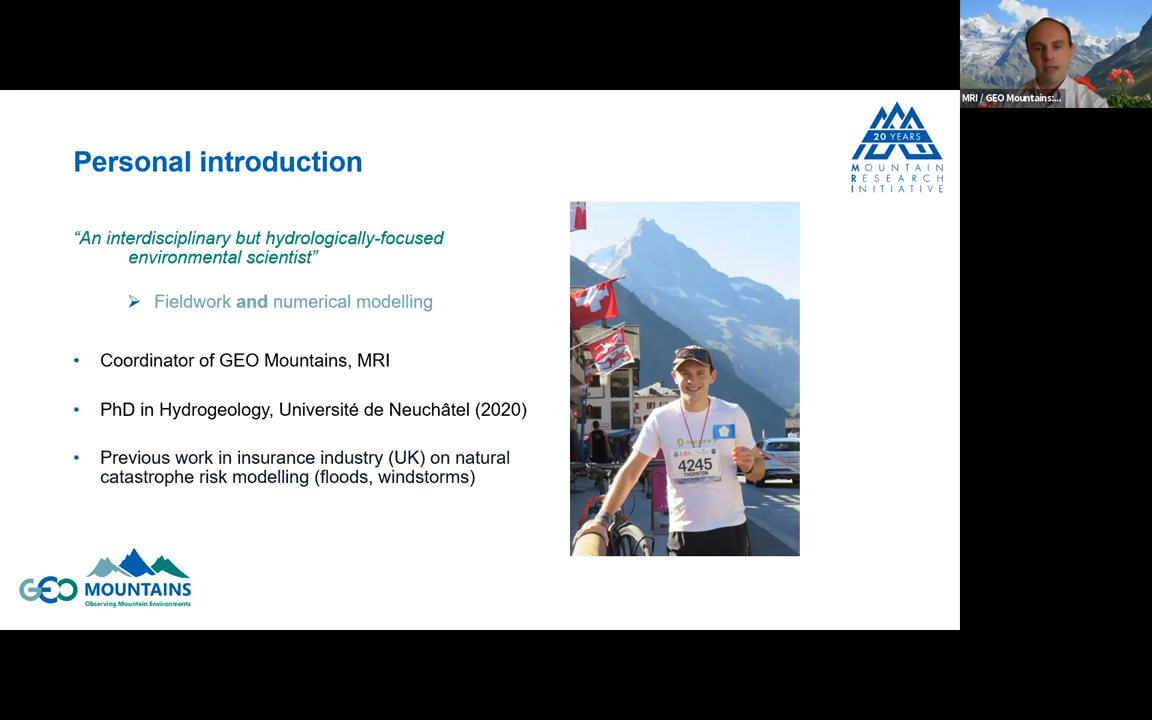 MRI / GEO Mountains:...
20 YEARS
MOUNTAIN
RESEARCH
INITIATIVE
Personal introduction
“An interdisciplinary but hydrologically-focused
environmental scientist”
Fieldwork and numerical modelling
• Coordinator of GEO Mountains, MRI
• PhD in Hydrogeology, Université de Neuchâtel (2020)
• Previous work in insurance industry (UK) on natural
catastrophe risk modelling (floods, windstorms)
4245
THORNTON
GEO MOUNTAINS
Observing Mountain Environments